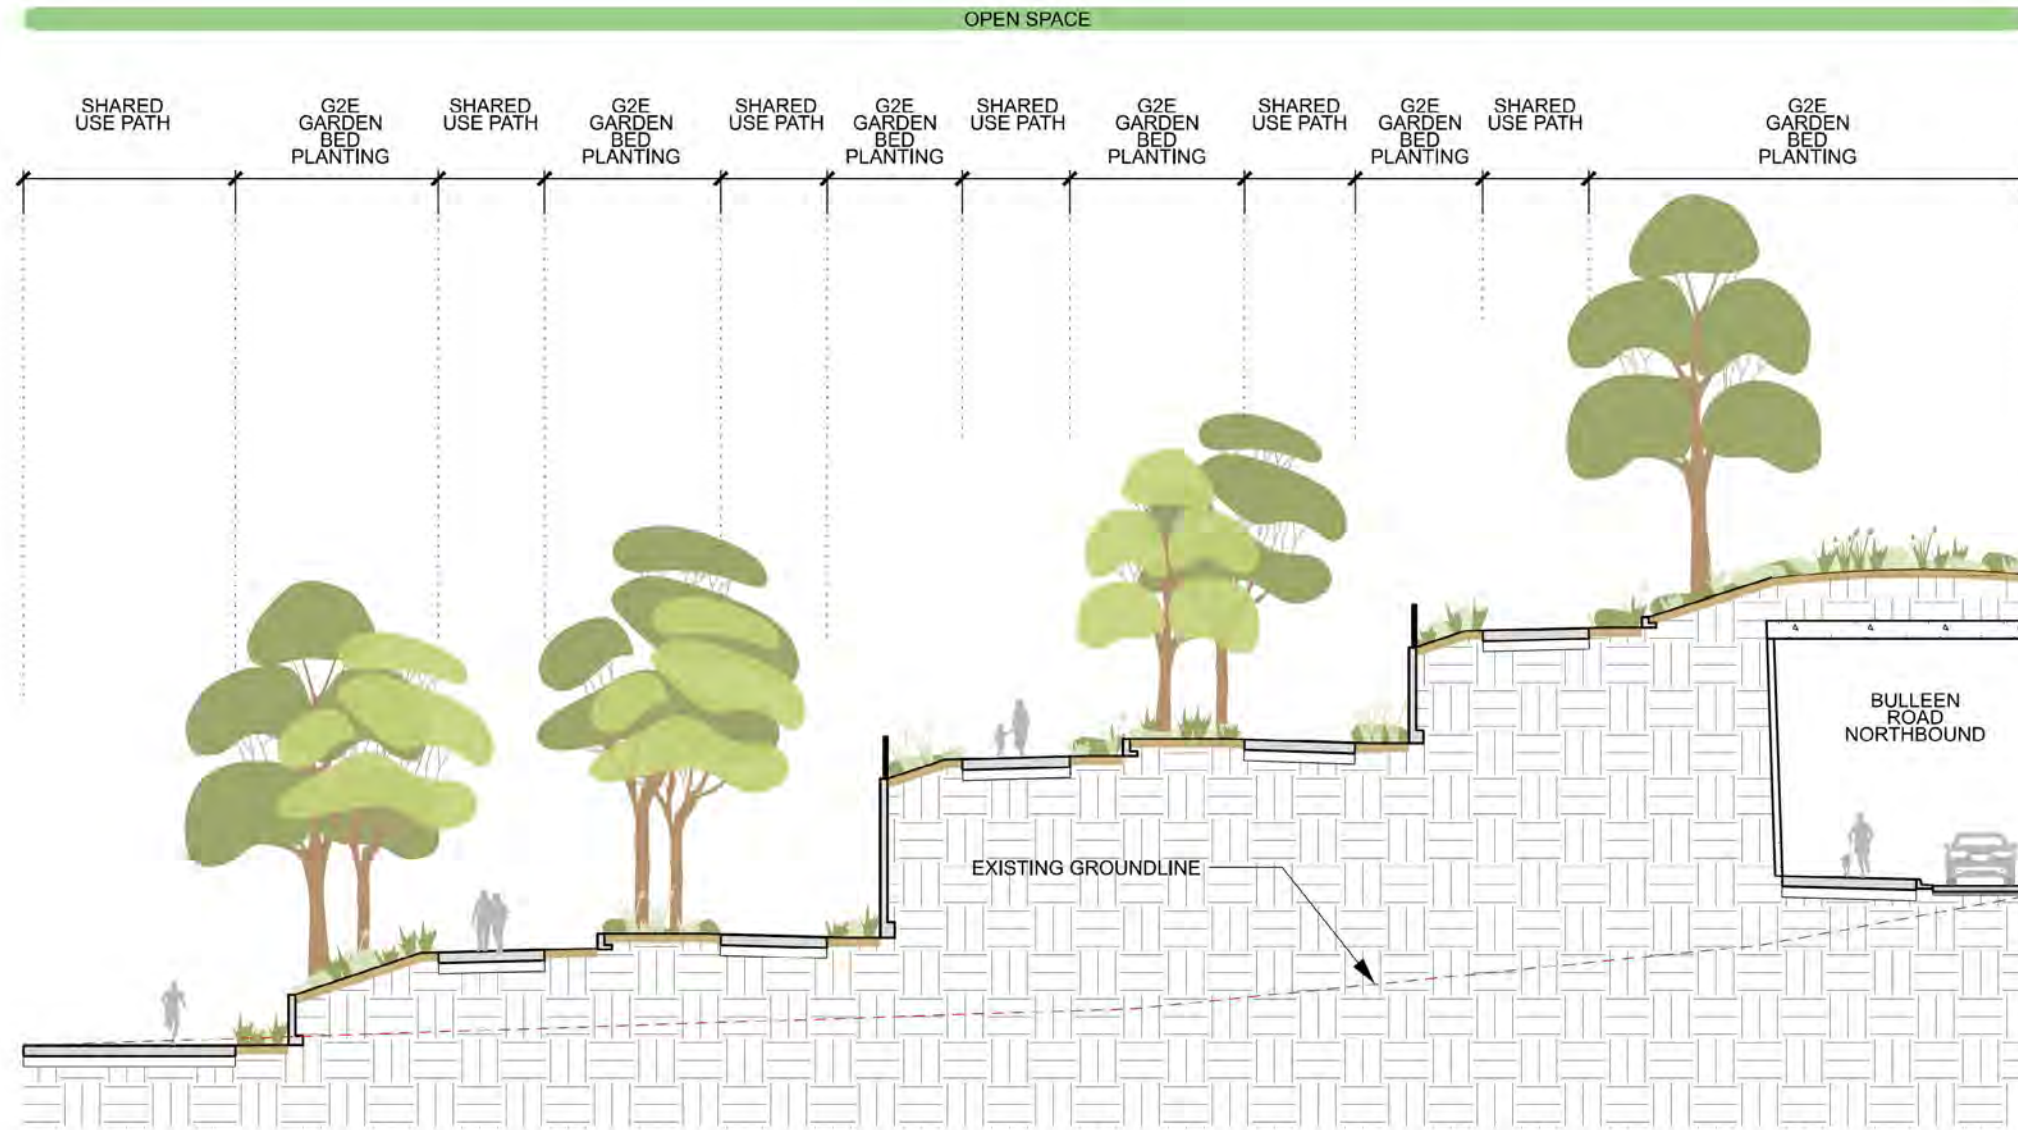 OPEN SPACE
SHARED
USE PATH
G2E
GARDEN
BED
PLANTING
SHARED
USE PATH
G2E
GARDEN
BED
PLANTING
SHARED
USE PATH
G2E
GARDEN
BED
PLANTING
SHARED
USE PATH
G2E
GARDEN
BED
PLANTING
SHARED
USE PATH
G2E
GARDEN
BED
PLANTING
SHARED
USE PATH
G2E
GARDEN
BED
PLANTING
BULLEEN
ROAD
NORTHBOUND
EXISTING GROUNDLINE